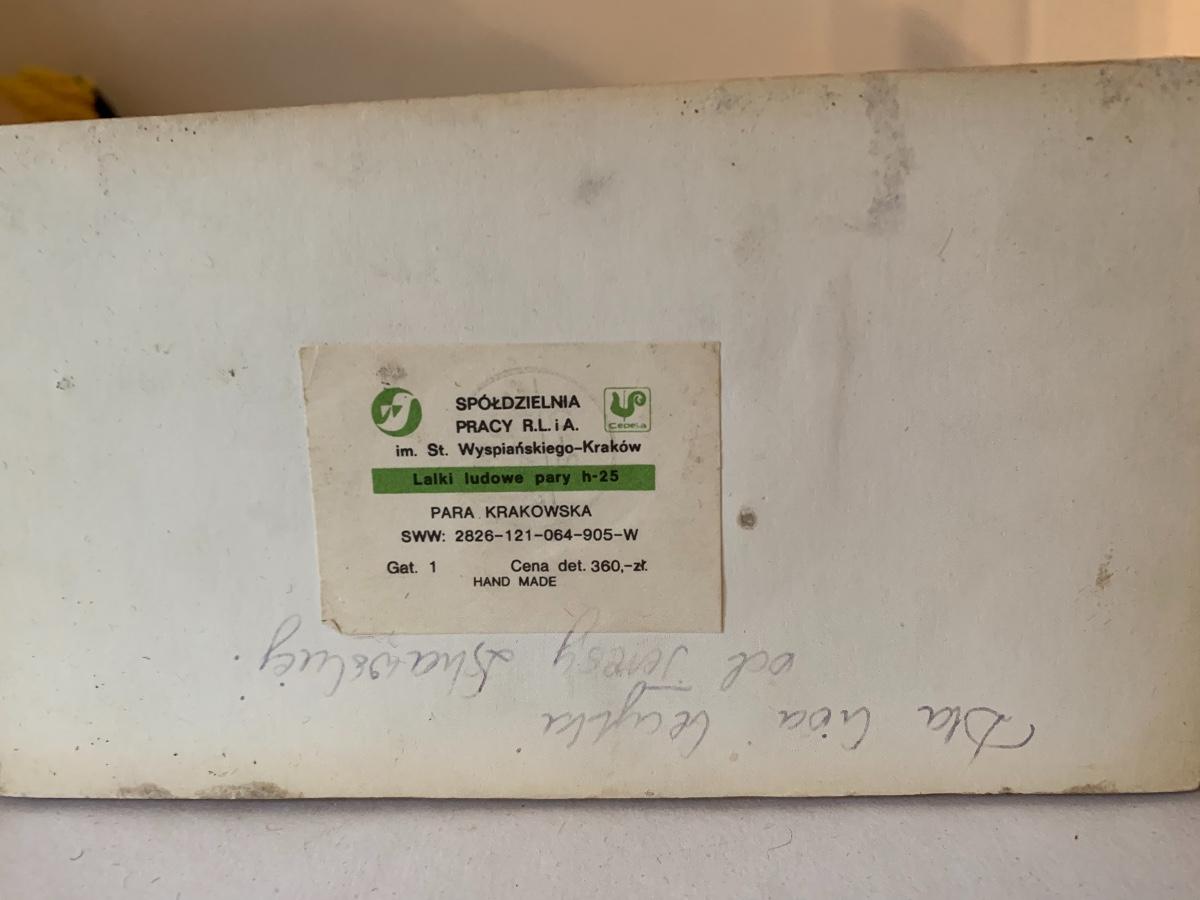 SPÓŁDZIELNIA
PRACY R.L. i A.
Cepelia
im. St. Wyspiańskiego-Kraków
Lalki ludowe pary h-25
PARA KRAKOWSKA
SWW: 2826-121-064-905-W
Gat. 1 Cena det. 360,-zł.
HAND MADE
Dla
od